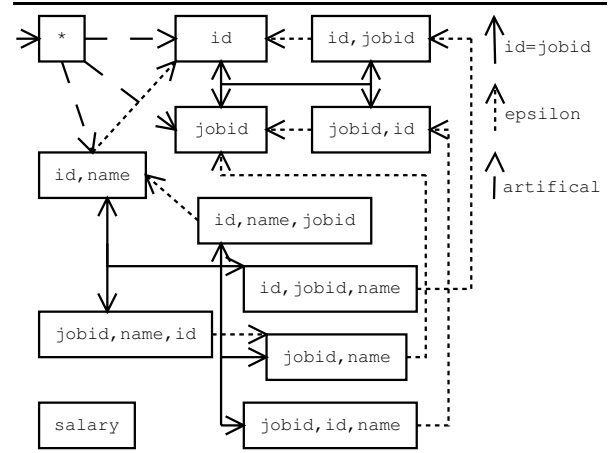 *
id
id,jobid
id=jobid
jobid
jobid,id
epsilon
id,name
artifical
id,name,jobid
id,jobid,name
jobid,name,id
jobid,name
salary
jobid,id,name